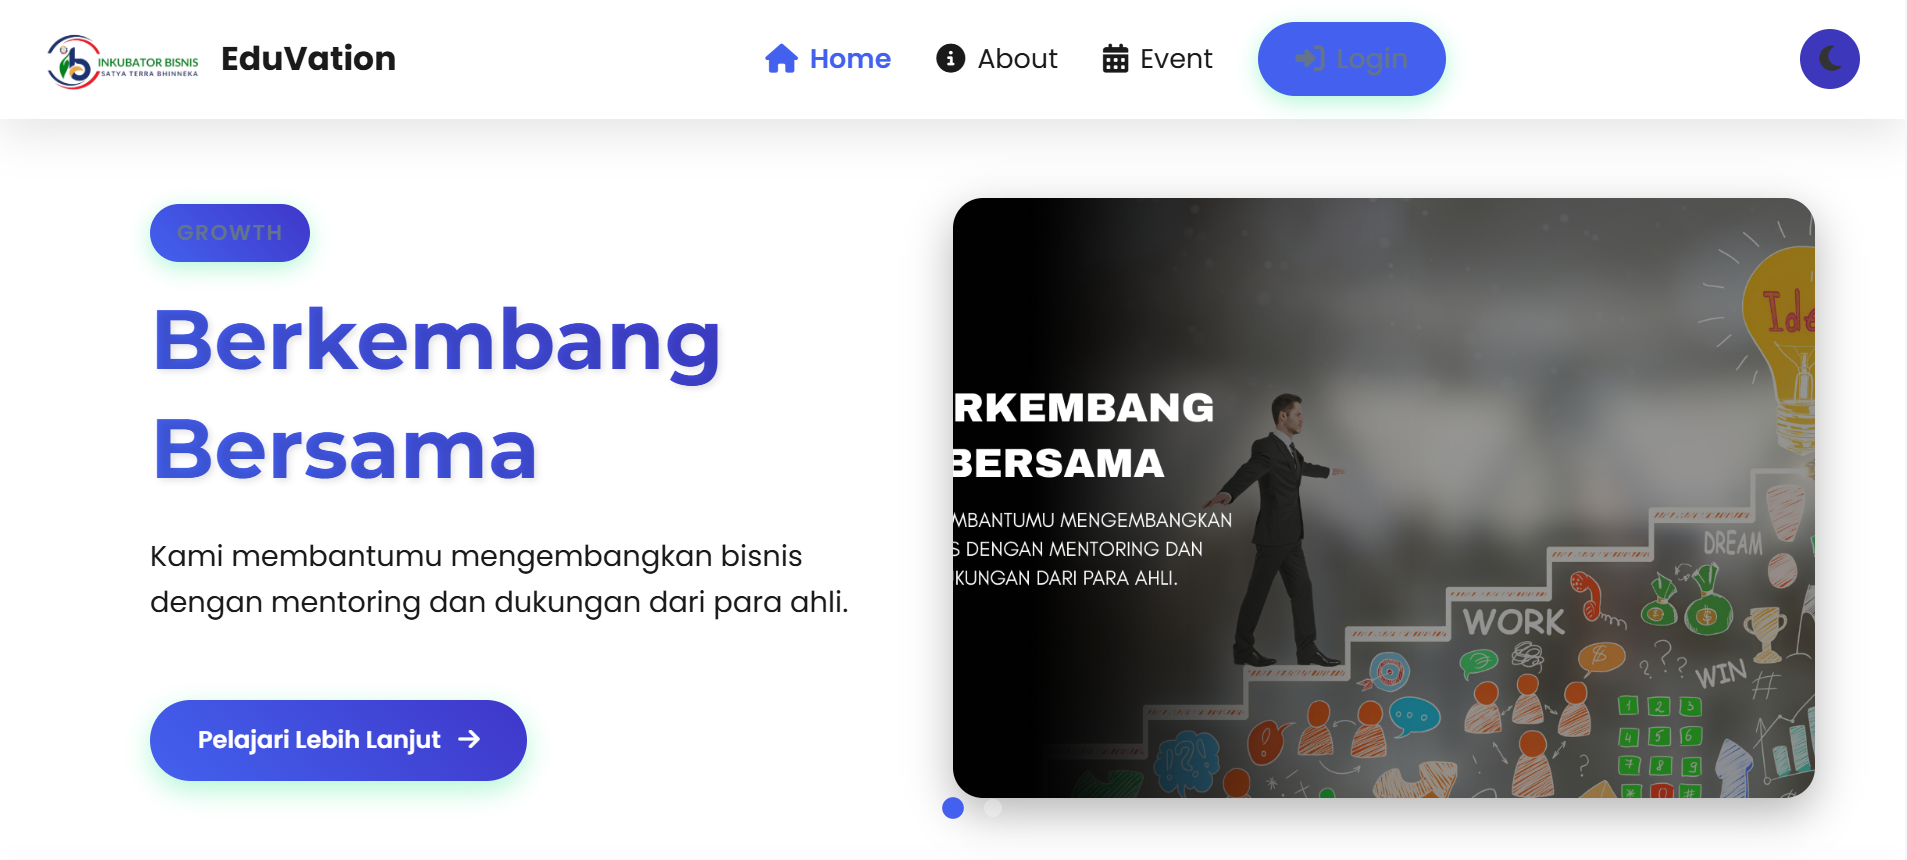 INKUBATOR BISNIS
SATYA TERRA BHINNEKA
EduVation
Home
About
Event
Login
GROWTH
Berkembang
Bersama
Kami membantumu mengembangkan bisnis
dengan mentoring dan dukungan dari para ahli.
Pelajari Lebih Lanjut
RKEMBANG
BERSAMA
MBANTUMU MENGEMBANGKAN
S DENGAN MENTORING DAN
UKUNGAN DARI PARA AHLI.
Ide
DREAM
WORK
WIN
1 2 3
4 5 6
7 8 9
* 0 #